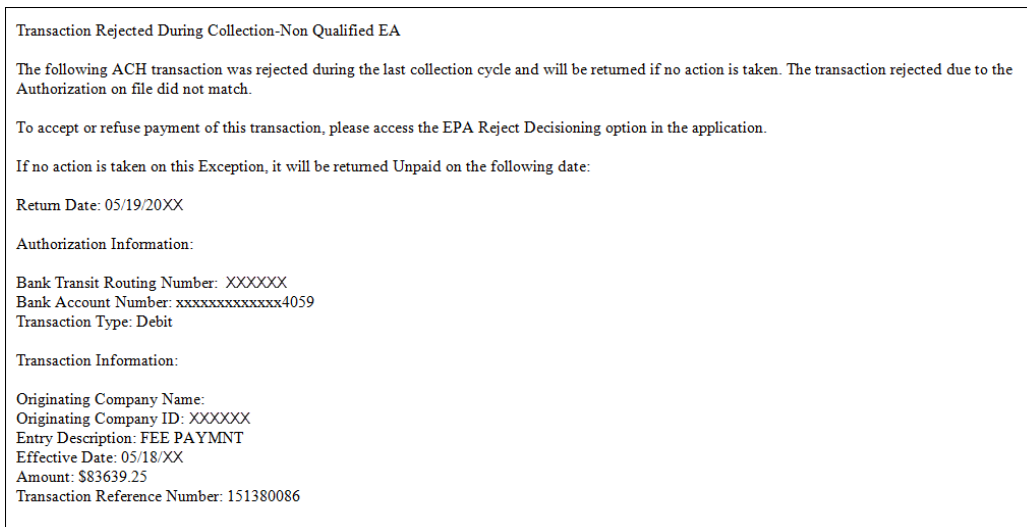 Transaction Rejected During Collection-Non Qualified EA
The following ACH transaction was rejected during the last collection cycle and will be returned if no action is taken. The transaction rejected due to the
Authorization on file did not match.
To accept or refuse payment of this transaction, please access the EPA Reject Decisioning option in the application.
If no action is taken on this Exception, it will be returned Unpaid on the following date:
Return Date: 05/19/20XX
Authorization Information:
Bank Transit Routing Number: XXXXXX
Bank Account Number: xxxxxxxxxxxxx4059
Transaction Type: Debit
Transaction Information:
Originating Company Name:
Originating Company ID: XXXXXX
Entry Description: FEE PAYMNT
Effective Date: 05/18/XX
Amount: $83639.25
Transaction Reference Number: 151380086